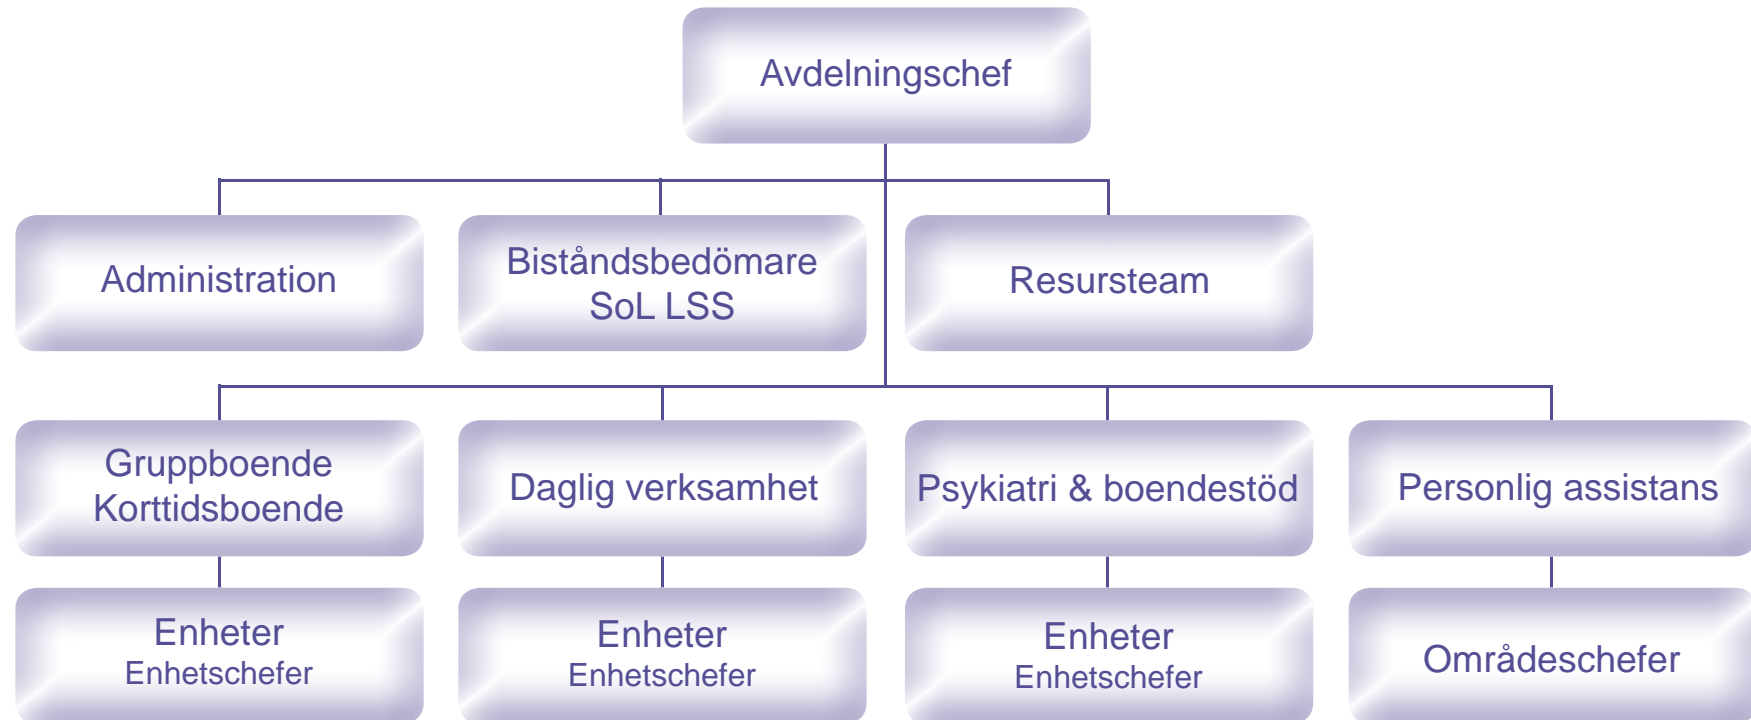 Avdelningschef
Administration
Biståndsbedömare
SoL LSS
Resursteam
Gruppboende
Korttidsboende
Daglig verksamhet
Psykiatri & boendestöd
Personlig assistans
Enheter
Enhetschefer
Enheter
Enhetschefer
Enheter
Enhetschefer
Områdeschefer